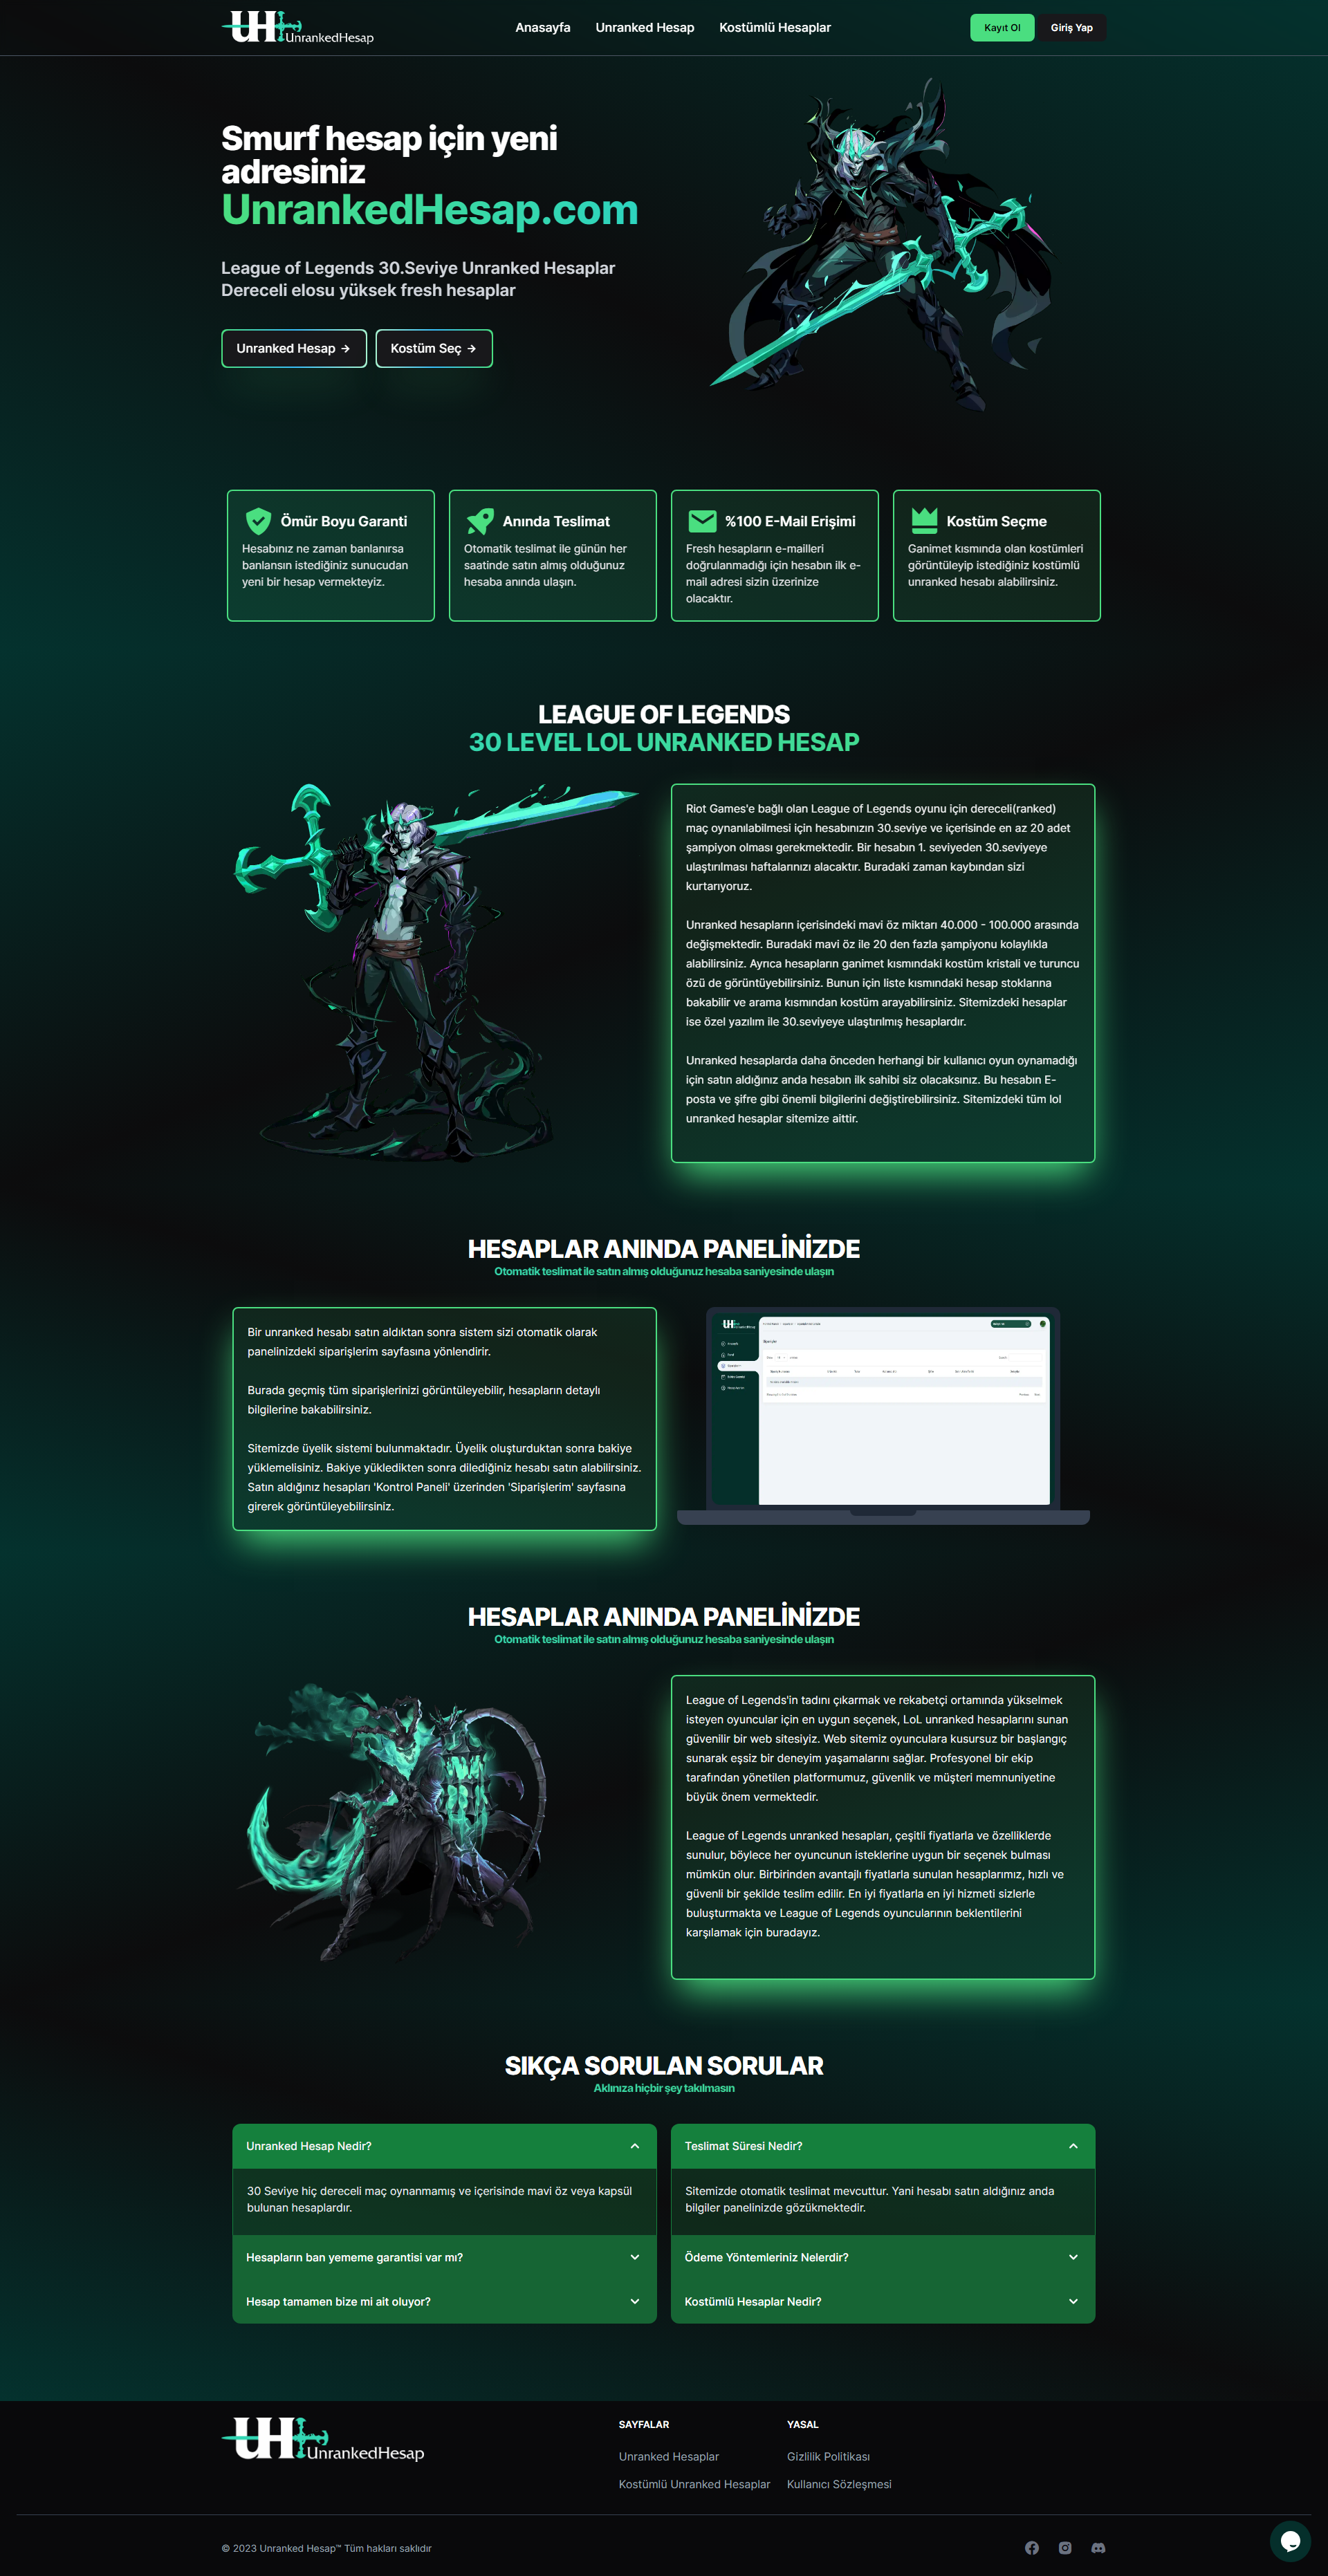 UH UnrankedHesap
Anasayfa
Unranked Hesap
Kostümlü Hesaplar
Kayıt Ol
Giriş Yap
Smurf hesap için yeni
adresiniz
UnrankedHesap.com
League of Legends 30.Seviye Unranked Hesaplar
Dereceli elosu yüksek fresh hesaplar
Unranked Hesap →
Kostüm Seç →
Ömür Boyu Garanti
Hesabınız ne zaman banlanırsa
banlansın istediğiniz sunucudan
yeni bir hesap vermekteyiz.
Anında Teslimat
Otomatik teslimat ile günün her
saatinde satın almış olduğunuz
hesaba anında ulaşın.
%100 E-Mail Erişimi
Fresh hesapların e-mailleri
doğrulanmadığı için hesabın ilk e-
mail adresi sizin üzerinize
olacaktır.
Kostüm Seçme
Ganimet kısmında olan kostümleri
görüntüleyip istediğiniz kostümlü
unranked hesabı alabilirsiniz.
LEAGUE OF LEGENDS
30 LEVEL LOL UNRANKED HESAP
Riot Games'e bağlı olan League of Legends oyunu için dereceli(ranked)
maç oynanılabilmesi için hesabınızın 30.seviye ve içerisinde en az 20 adet
şampiyon olması gerekmektedir. Bir hesabın 1. seviyeden 30.seviyeye
ulaştırılması haftalarınızı alacaktır. Buradaki zaman kaybından sizi
kurtarıyoruz.
Unranked hesapların içerisindeki mavi öz miktarı 40.000 - 100.000 arasında
değişmektedir. Buradaki mavi öz ile 20 den fazla şampiyonu kolaylıkla
alabilirsiniz. Ayrıca hesapların ganimet kısmındaki kostüm kristali ve turuncu
özü de görüntüyebilirsiniz. Bunun için liste kısmındaki hesap stoklarına
bakabilir ve arama kısmından kostüm arayabilirsiniz. Sitemizdeki hesaplar
ise özel yazılım ile 30.seviyeye ulaştırılmış hesaplardır.
Unranked hesaplarda daha önceden herhangi bir kullanıcı oyun oynamadığı
için satın aldığınız anda hesabın ilk sahibi siz olacaksınız. Bu hesabın E-
posta ve şifre gibi önemli bilgilerini değiştirebilirsiniz. Sitemizdeki tüm lol
unranked hesaplar sitemize aittir.
HESAPLAR ANINDA PANELİNİZDE
Otomatik teslimat ile satın almış olduğunuz hesaba saniyesinde ulaşın
Bir unranked hesabı satın aldıktan sonra sistem sizi otomatik olarak
panelinizdeki siparişlerim sayfasına yönlendirir.
Burada geçmiş tüm siparişlerinizi görüntüleyebilir, hesapların detaylı
bilgilerine bakabilirsiniz.
Sitemizde üyelik sistemi bulunmaktadır. Üyelik oluşturduktan sonra bakiye
yüklemelisiniz. Bakiye yükledikten sonra dilediğiniz hesabı satın alabilirsiniz.
Satın aldığınız hesapları 'Kontrol Paneli' üzerinden 'Siparişlerim' sayfasına
girerek görüntüleyebilirsiniz.
HESAPLAR ANINDA PANELİNİZDE
Otomatik teslimat ile satın almış olduğunuz hesaba saniyesinde ulaşın
League of Legends'in tadını çıkarmak ve rekabetçi ortamında yükselmek
isteyen oyuncular için en uygun seçenek, LoL unranked hesaplarını sunan
güvenilir bir web sitesiyiz. Web sitemiz oyunculara kusursuz bir başlangıç
sunarak eşsiz bir deneyim yaşamalarını sağlar. Profesyonel bir ekip
tarafından yönetilen platformumuz, güvenlik ve müşteri memnuniyetine
büyük önem vermektedir.
League of Legends unranked hesapları, çeşitli fiyatlarla ve özelliklerde
sunulur, böylece her oyuncunun isteklerine uygun bir seçenek bulması
mümkün olur. Birbirinden avantajlı fiyatlarla sunulan hesaplarımız, hızlı ve
güvenli bir şekilde teslim edilir. En iyi fiyatlarla en iyi hizmeti sizlerle
buluşturmakta ve League of Legends oyuncularının beklentilerini
karşılamak için buradayız.
SIKÇA SORULAN SORULAR
Aklınıza hiçbir şey takılmasın
Unranked Hesap Nedir?
30 Seviye hiç dereceli maç oynanmamış ve içerisinde mavi öz veya kapsül
bulunan hesaplardır.
Hesapların ban yememe garantisi var mı?
Hesap tamamen bize mi ait oluyor?
Teslimat Süresi Nedir?
Sitemizde otomatik teslimat mevcuttur. Yani hesabı satın aldığınız anda
bilgiler panelinizde gözükmektedir.
Ödeme Yöntemleriniz Nelerdir?
Kostümlü Hesaplar Nedir?
UH UnrankedHesap
SAYFALAR
Unranked Hesaplar
Kostümlü Unranked Hesaplar
YASAL
Gizlilik Politikası
Kullanıcı Sözleşmesi
© 2023 Unranked Hesap™ Tüm hakları saklıdır